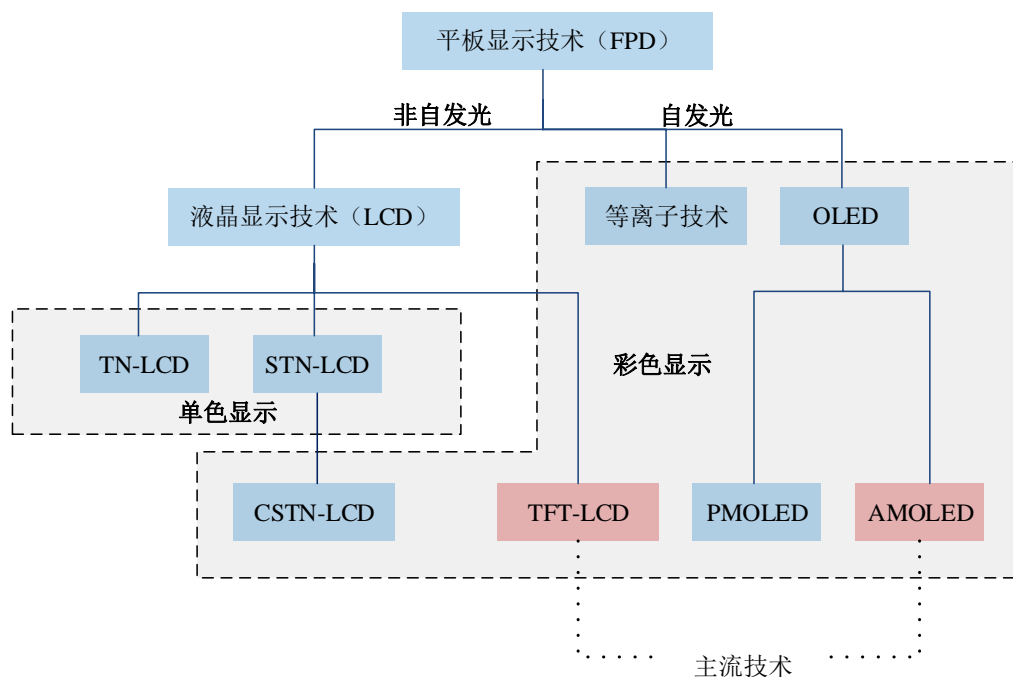 平板显示技术（FPD）
非自发光
自发光
液晶显示技术（LCD）
等离子技术
OLED
TN-LCD
STN-LCD
彩色显示
单色显示
CSTN-LCD
TFT-LCD
PMOLED
AMOLED
主流技术